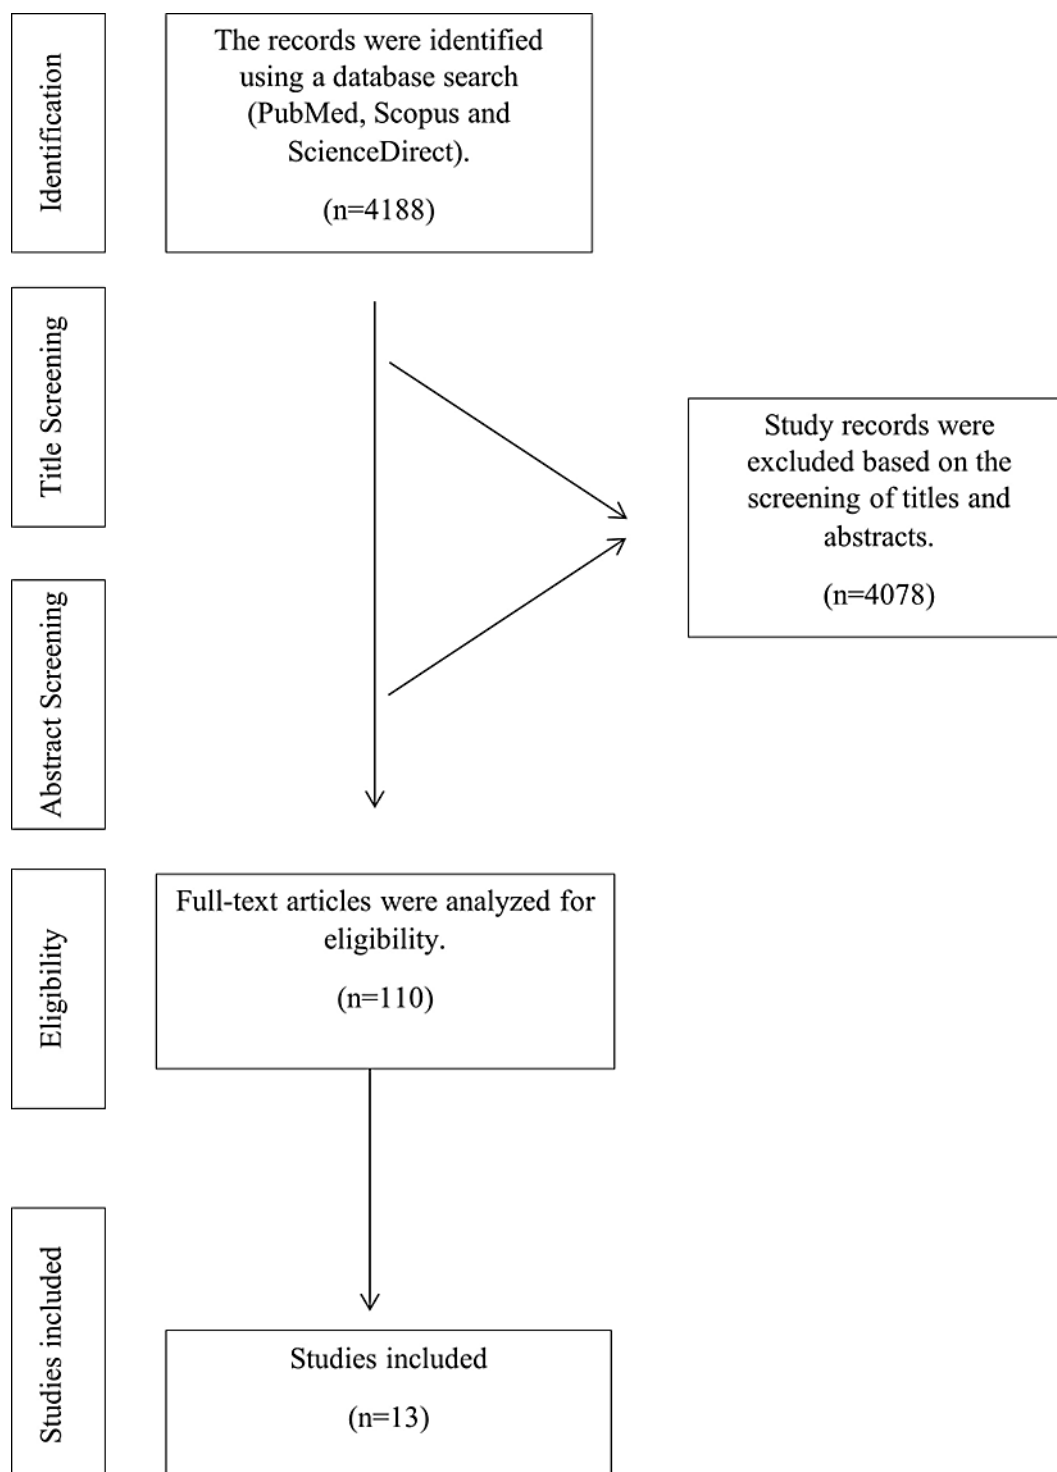 Identification
The records were identified
using a database search
(PubMed, Scopus and
ScienceDirect).
(n=4188)
Title Screening
Study records were
excluded based on the
screening of titles and
abstracts.
(n=4078)
Abstract Screening
Eligibility
Full-text articles were analyzed for
eligibility.
(n=110)
Studies included
Studies included
(n=13)